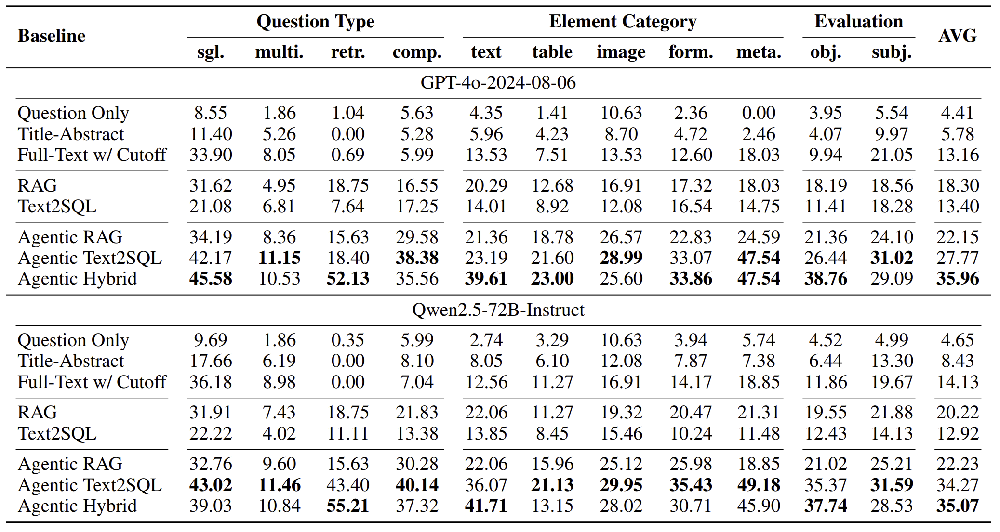 Baseline Question Type Element Category Evaluation AVG
sgl. multi. retr. comp. text table image form. meta. obj. subj.
GPT-4o-2024-08-06
Question Only 8.55 1.86 1.04 5.63 4.35 1.41 10.63 2.36 0.00 3.95 5.54 4.41
Title-Abstract 11.40 5.26 0.00 5.28 5.96 4.23 8.70 4.72 2.46 4.07 9.97 5.78
Full-Text w/ Cutoff 33.90 8.05 0.69 5.99 13.53 7.51 13.53 12.60 18.03 9.94 21.05 13.16
RAG 31.62 4.95 18.75 16.55 20.29 12.68 16.91 17.32 18.03 18.19 18.56 18.30
Text2SQL 21.08 6.81 7.64 17.25 14.01 8.92 12.08 16.54 14.75 11.41 18.28 13.40
Agentic RAG 34.19 8.36 15.63 29.58 21.36 18.78 26.57 22.83 24.59 21.36 24.10 22.15
Agentic Text2SQL 42.17 11.15 18.40 38.38 23.19 21.60 28.99 33.07 47.54 26.44 31.02 27.77
Agentic Hybrid 45.58 10.53 52.13 35.56 39.61 23.00 25.60 33.86 47.54 38.76 29.09 35.96
Qwen2.5-72B-Instruct
Question Only 9.69 1.86 0.35 5.99 2.74 3.29 10.63 3.94 5.74 4.52 4.99 4.65
Title-Abstract 17.66 6.19 0.00 8.10 8.05 6.10 12.08 7.87 7.38 6.44 13.30 8.43
Full-Text w/ Cutoff 36.18 8.98 0.00 7.04 12.56 11.27 16.91 14.17 18.85 11.86 19.67 14.13
RAG 31.91 7.43 18.75 21.83 22.06 11.27 19.32 20.47 21.31 19.55 21.88 20.22
Text2SQL 22.22 4.02 11.11 13.38 13.85 8.45 15.46 10.24 11.48 12.43 14.13 12.92
Agentic RAG 32.76 9.60 15.63 30.28 22.06 15.96 25.12 25.98 18.85 21.02 25.21 22.23
Agentic Text2SQL 43.02 11.46 43.40 40.14 36.07 21.13 29.95 35.43 49.18 35.37 31.59 34.27
Agentic Hybrid 39.03 10.84 55.21 37.32 41.71 13.15 28.02 30.71 45.90 37.74 28.53 35.07